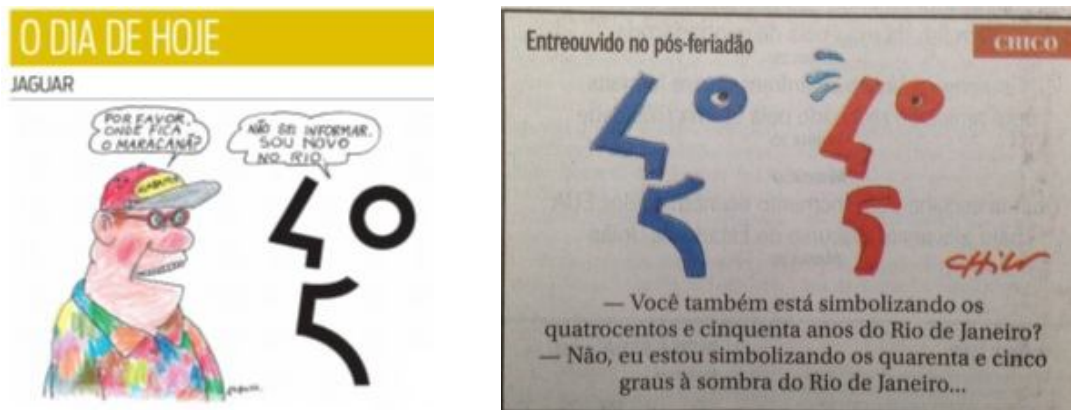 O DIA DE HOJE
JAGUAR
POR FAVOR,
ONDE FICA
O MARACANÃ?
NÃO SEI INFORMAR.
SOU NOVO
NO RIO.
Entreouvido no pós-feriadão
CHICO
CHICO
— Você também está simbolizando os
quatrocentos e cinquenta anos do Rio de Janeiro?
— Não, eu estou simbolizando os quarenta e cinco
graus à sombra do Rio de Janeiro...